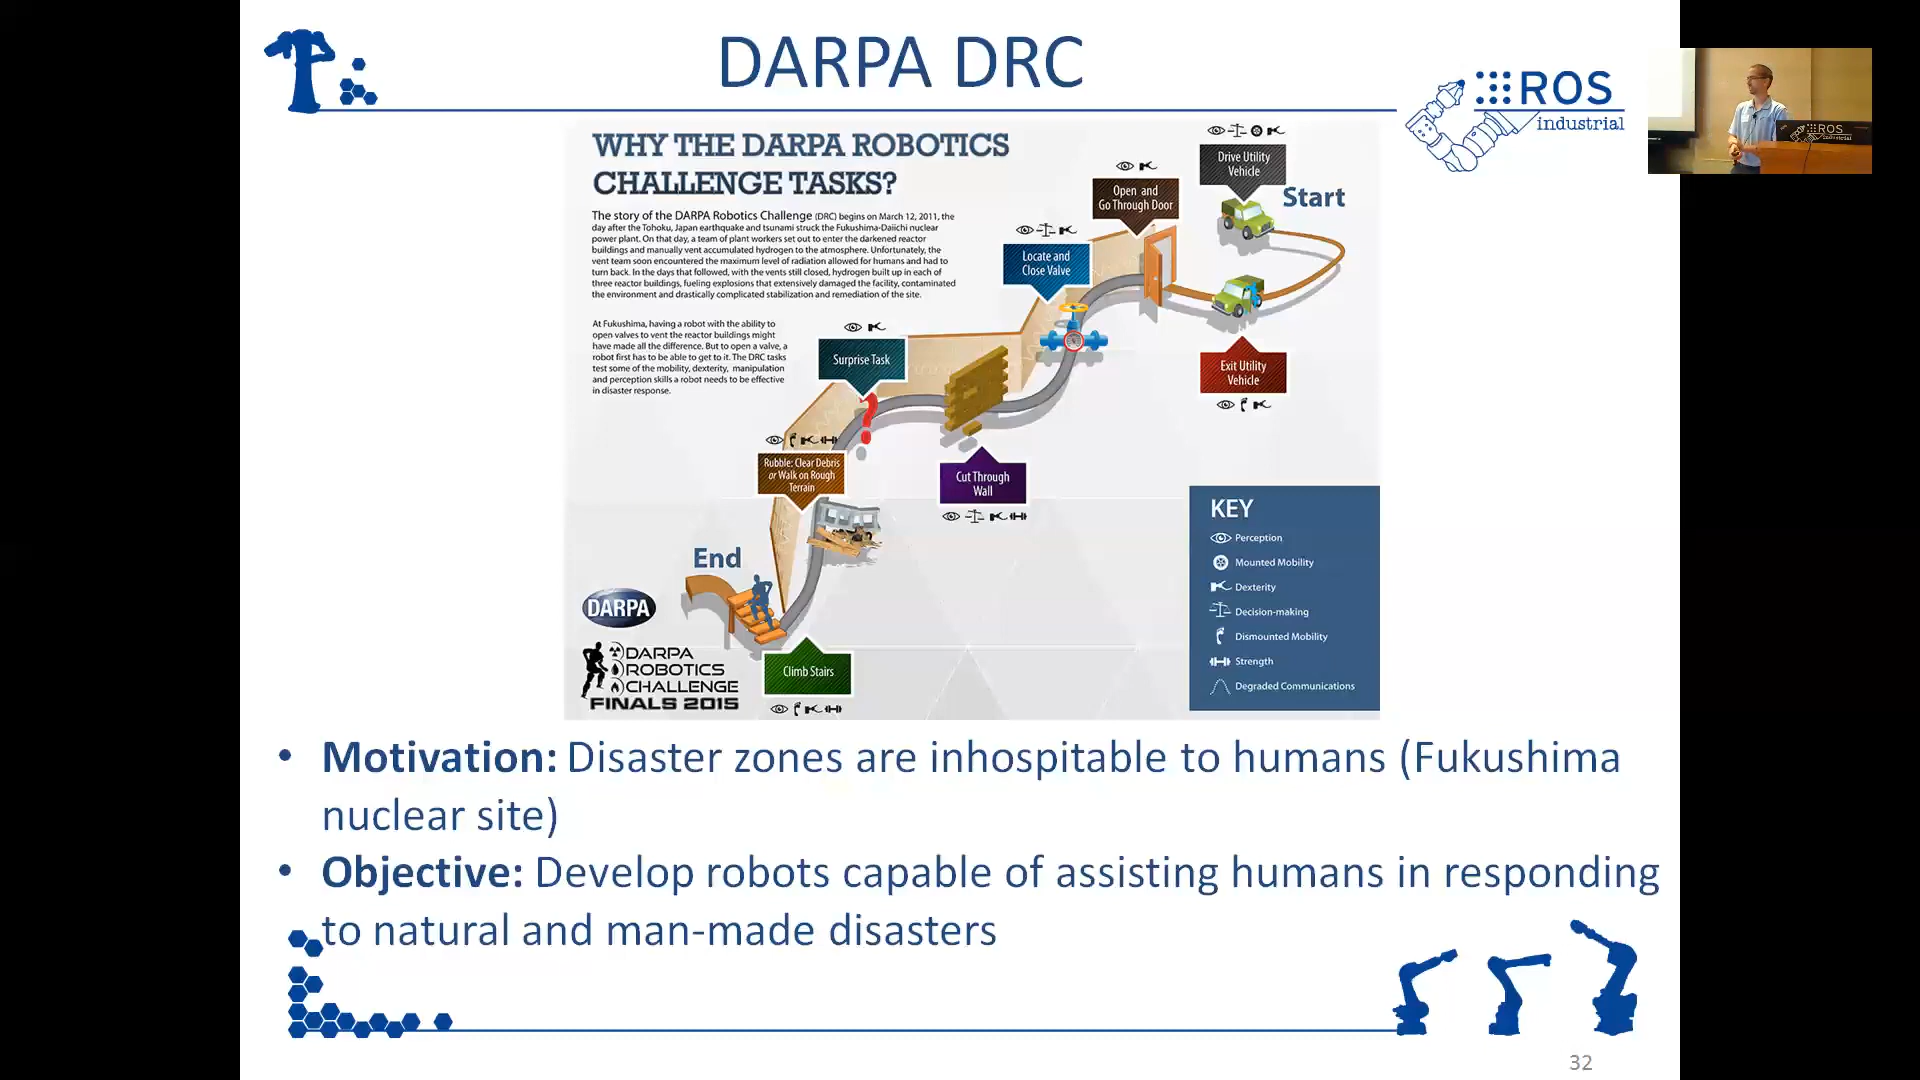 DARPA DRC
ROS
industrial
ROS
industrial
WHY THE DARPA ROBOTICS
CHALLENGE TASKS?
The story of the DARPA Robotics Challenge (DRC) begins on March 12, 2011, the
day after the Tohoku, Japan earthquake and tsunami struck the Fukushima-Daiichi nuclear
power plant. On that day, a team of plant workers set out to enter the darkened reactor
buildings and manually vent accumulated hydrogen to the atmosphere. Unfortunately, the
vent team soon encountered the maximum level of radiation allowed for humans and had to
turn back. In the days that followed, with the vents still closed, hydrogen built up in each of
three reactor buildings, fueling explosions that extensively damaged the facility, contaminated
the environment and drastically complicated stabilization and remediation of the site.
At Fukushima, having a robot with the ability to
open valves to vent the reactor buildings might
have made all the difference. But to open a valve, a
robot first has to be able to get to it. The DRC tasks
test some of the mobility, dexterity, manipulation
and perception skills a robot needs to be effective
in disaster response.
Drive Utility
Vehicle
Start
Open and
Go Through Door
Locate and
Close Valve
Exit Utility
Vehicle
Surprise Task
Cut Through
Wall
Rubble: Clear Debris
or Walk on Rough
Terrain
End
Climb Stairs
DARPA
DARPA
ROBOTICS
CHALLENGE
FINALS 2015
KEY
Perception
Mounted Mobility
Dexterity
Decision-making
Dismounted Mobility
Strength
Degraded Communications
• Motivation: Disaster zones are inhospitable to humans (Fukushima
nuclear site)
• Objective: Develop robots capable of assisting humans in responding
to natural and man-made disasters
32